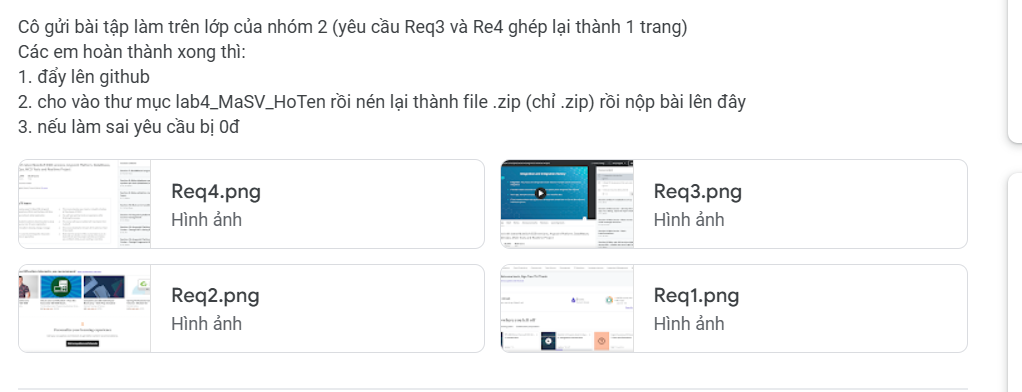 Cô gửi bài tập làm trên lớp của nhóm 2 (yêu cầu Req3 và Re4 ghép lại thành 1 trang)
Các em hoàn thành xong thì:
1. đẩy lên github
2. cho vào thư mục lab4_MaSV_HoTen rồi nén lại thành file .zip (chỉ .zip) rồi nộp bài lên đây
3. nếu làm sai yêu cầu bị 0đ
Req4.png
Hình ảnh
Req3.png
Hình ảnh
Req2.png
Hình ảnh
Req1.png
Hình ảnh